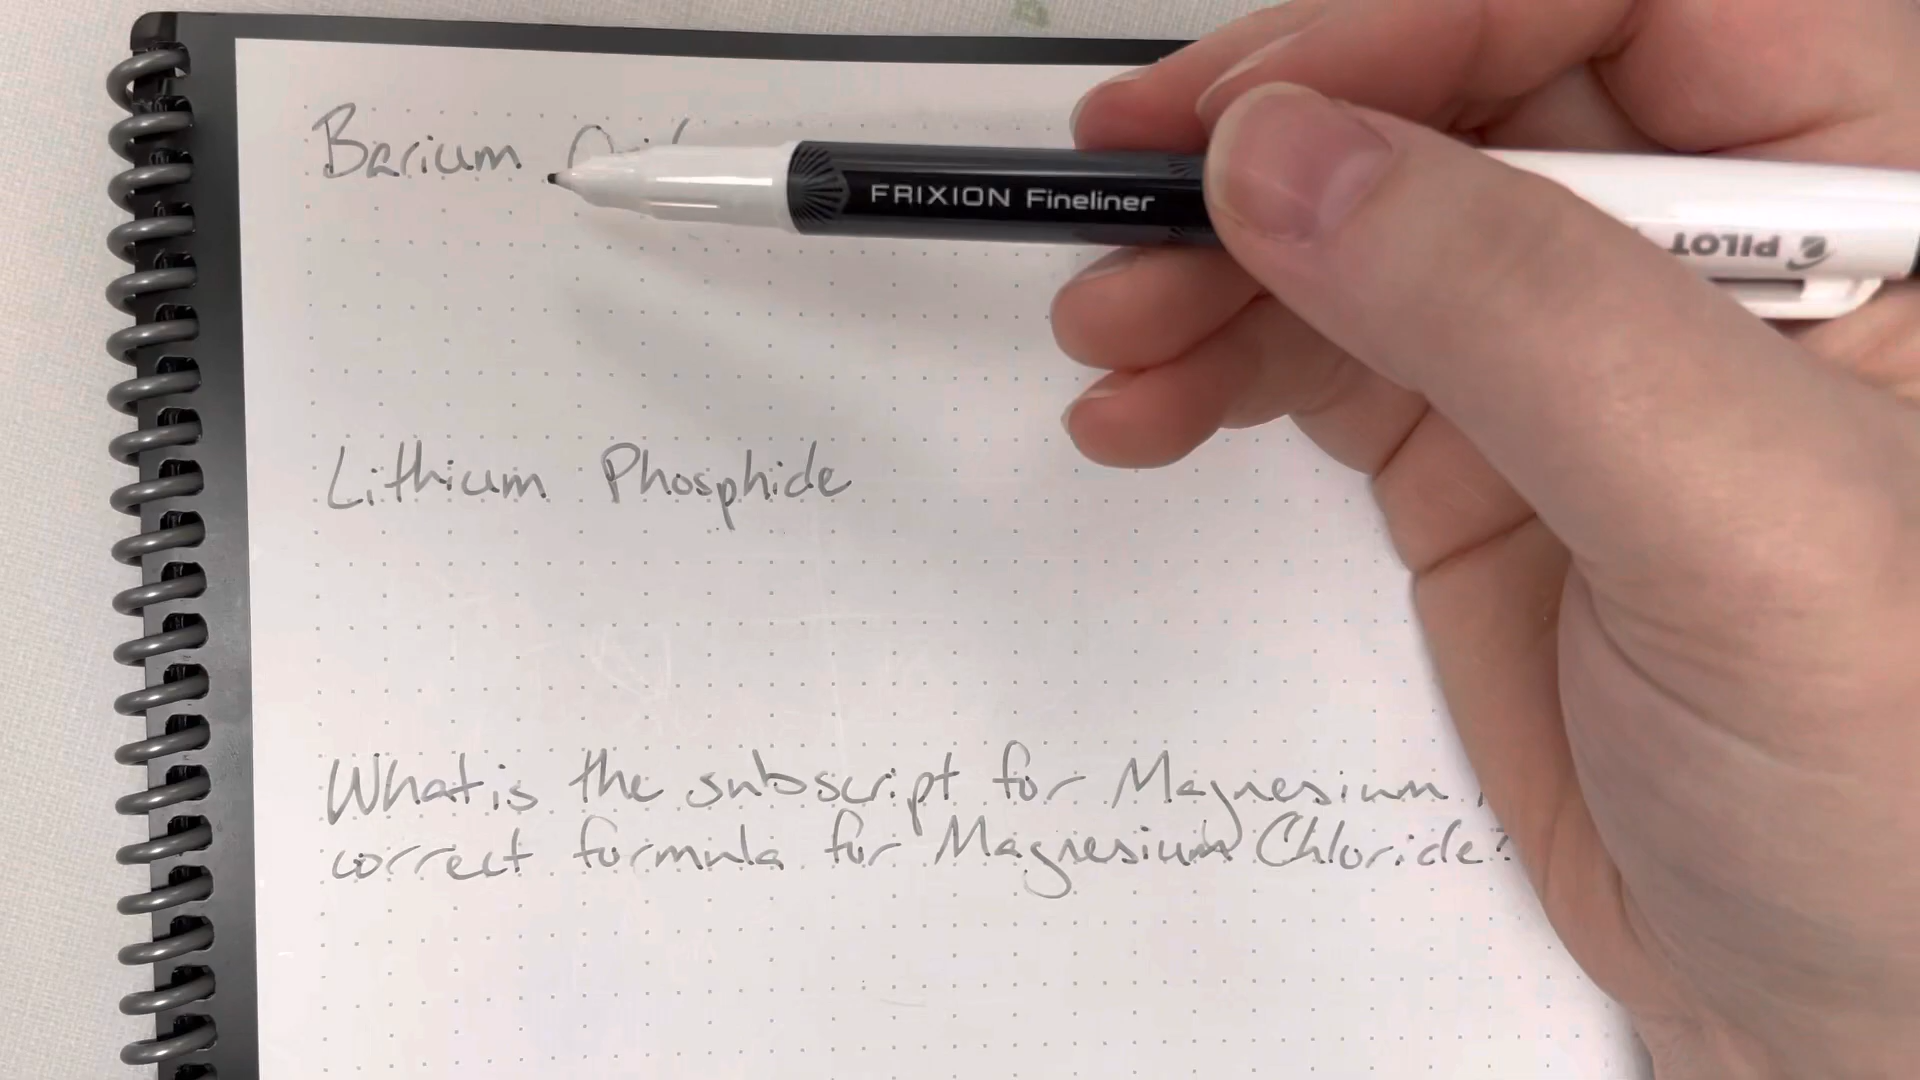 Barium
FRIXION Fineliner
PILOT
Lithium Phosphide
What is the subscript for Magnesium
correct formula for Magnesium Chloride?